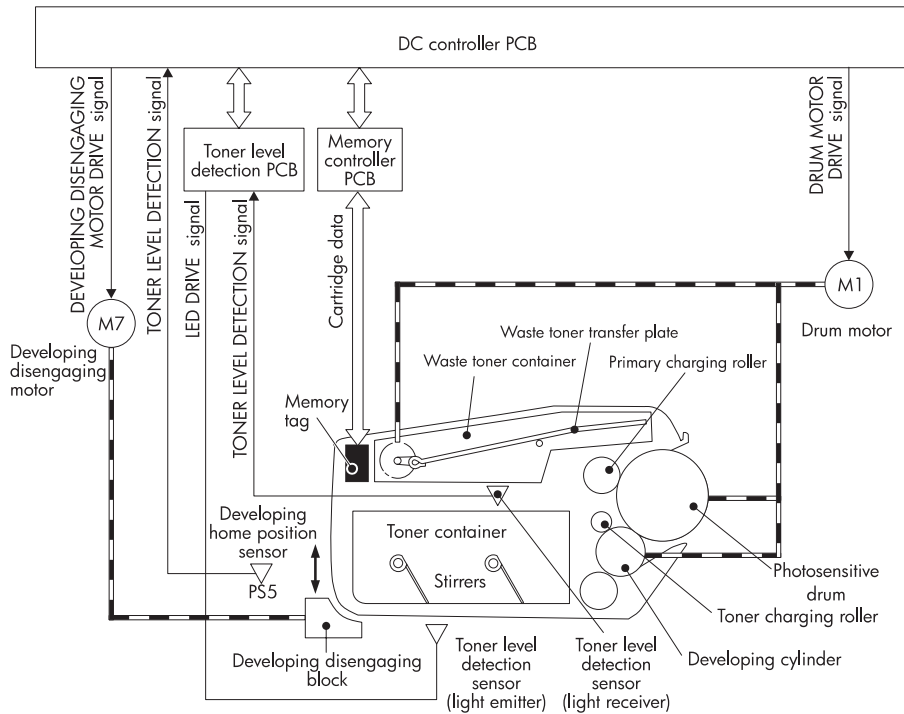 DC controller PCB
DEVELOPING DISENGAGING
MOTOR DRIVE signal
TONER LEVEL DETECTION signal
LED DRIVE signal
TONER LEVEL DETECTION signal
Toner level
detection PCB
Memory
controller
PCB
Cartridge data
DRUM MOTOR
DRIVE signal
M7
Developing
disengaging
motor
M1
Drum motor
Waste toner transfer plate
Waste toner container
Primary charging roller
Memory
tag
Developing
home position
sensor
PS5
Toner container
Stirrers
Photosensitive
drum
Toner charging roller
Developing cylinder
Developing disengaging
block
Toner level
detection
sensor
(light emitter)
Toner level
detection
sensor
(light receiver)